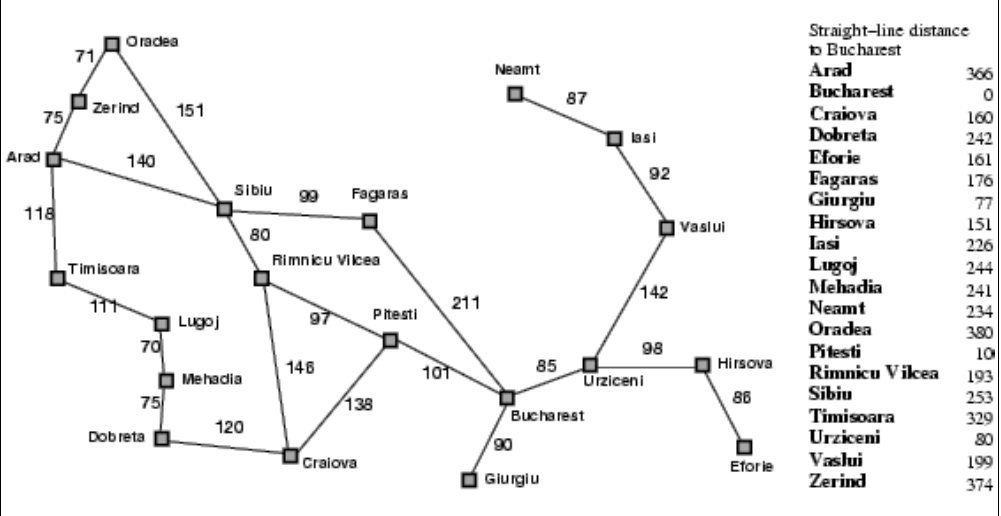 Oradea
71
Neamt
Zerind
87
75
151
Iasi
Arad
140
92
Sibiu
99
Fagaras
118
80
Vaslui
Rimnicu Vilcea
Timisoara
142
111
97
Pitesti
211
Lugoj
70
98
Hirsova
146
85
101
Urziceni
Mehadia
75
138
86
120
Bucharest
Dobreta
90
Craiova
Eforie
Giurgiu
Straight-line distance
to Bucharest
Arad 366
Bucharest 0
Craiova 160
Dobreta 242
Eforie 161
Fagaras 176
Giurgiu 77
Hirsova 151
Iasi 226
Lugoj 244
Mehadia 241
Neamt 234
Oradea 380
Pitesti
Rimnicu Vilcea 193
Sibiu 253
Timisoara 329
Urziceni 80
Vaslui 199
Zerind 374